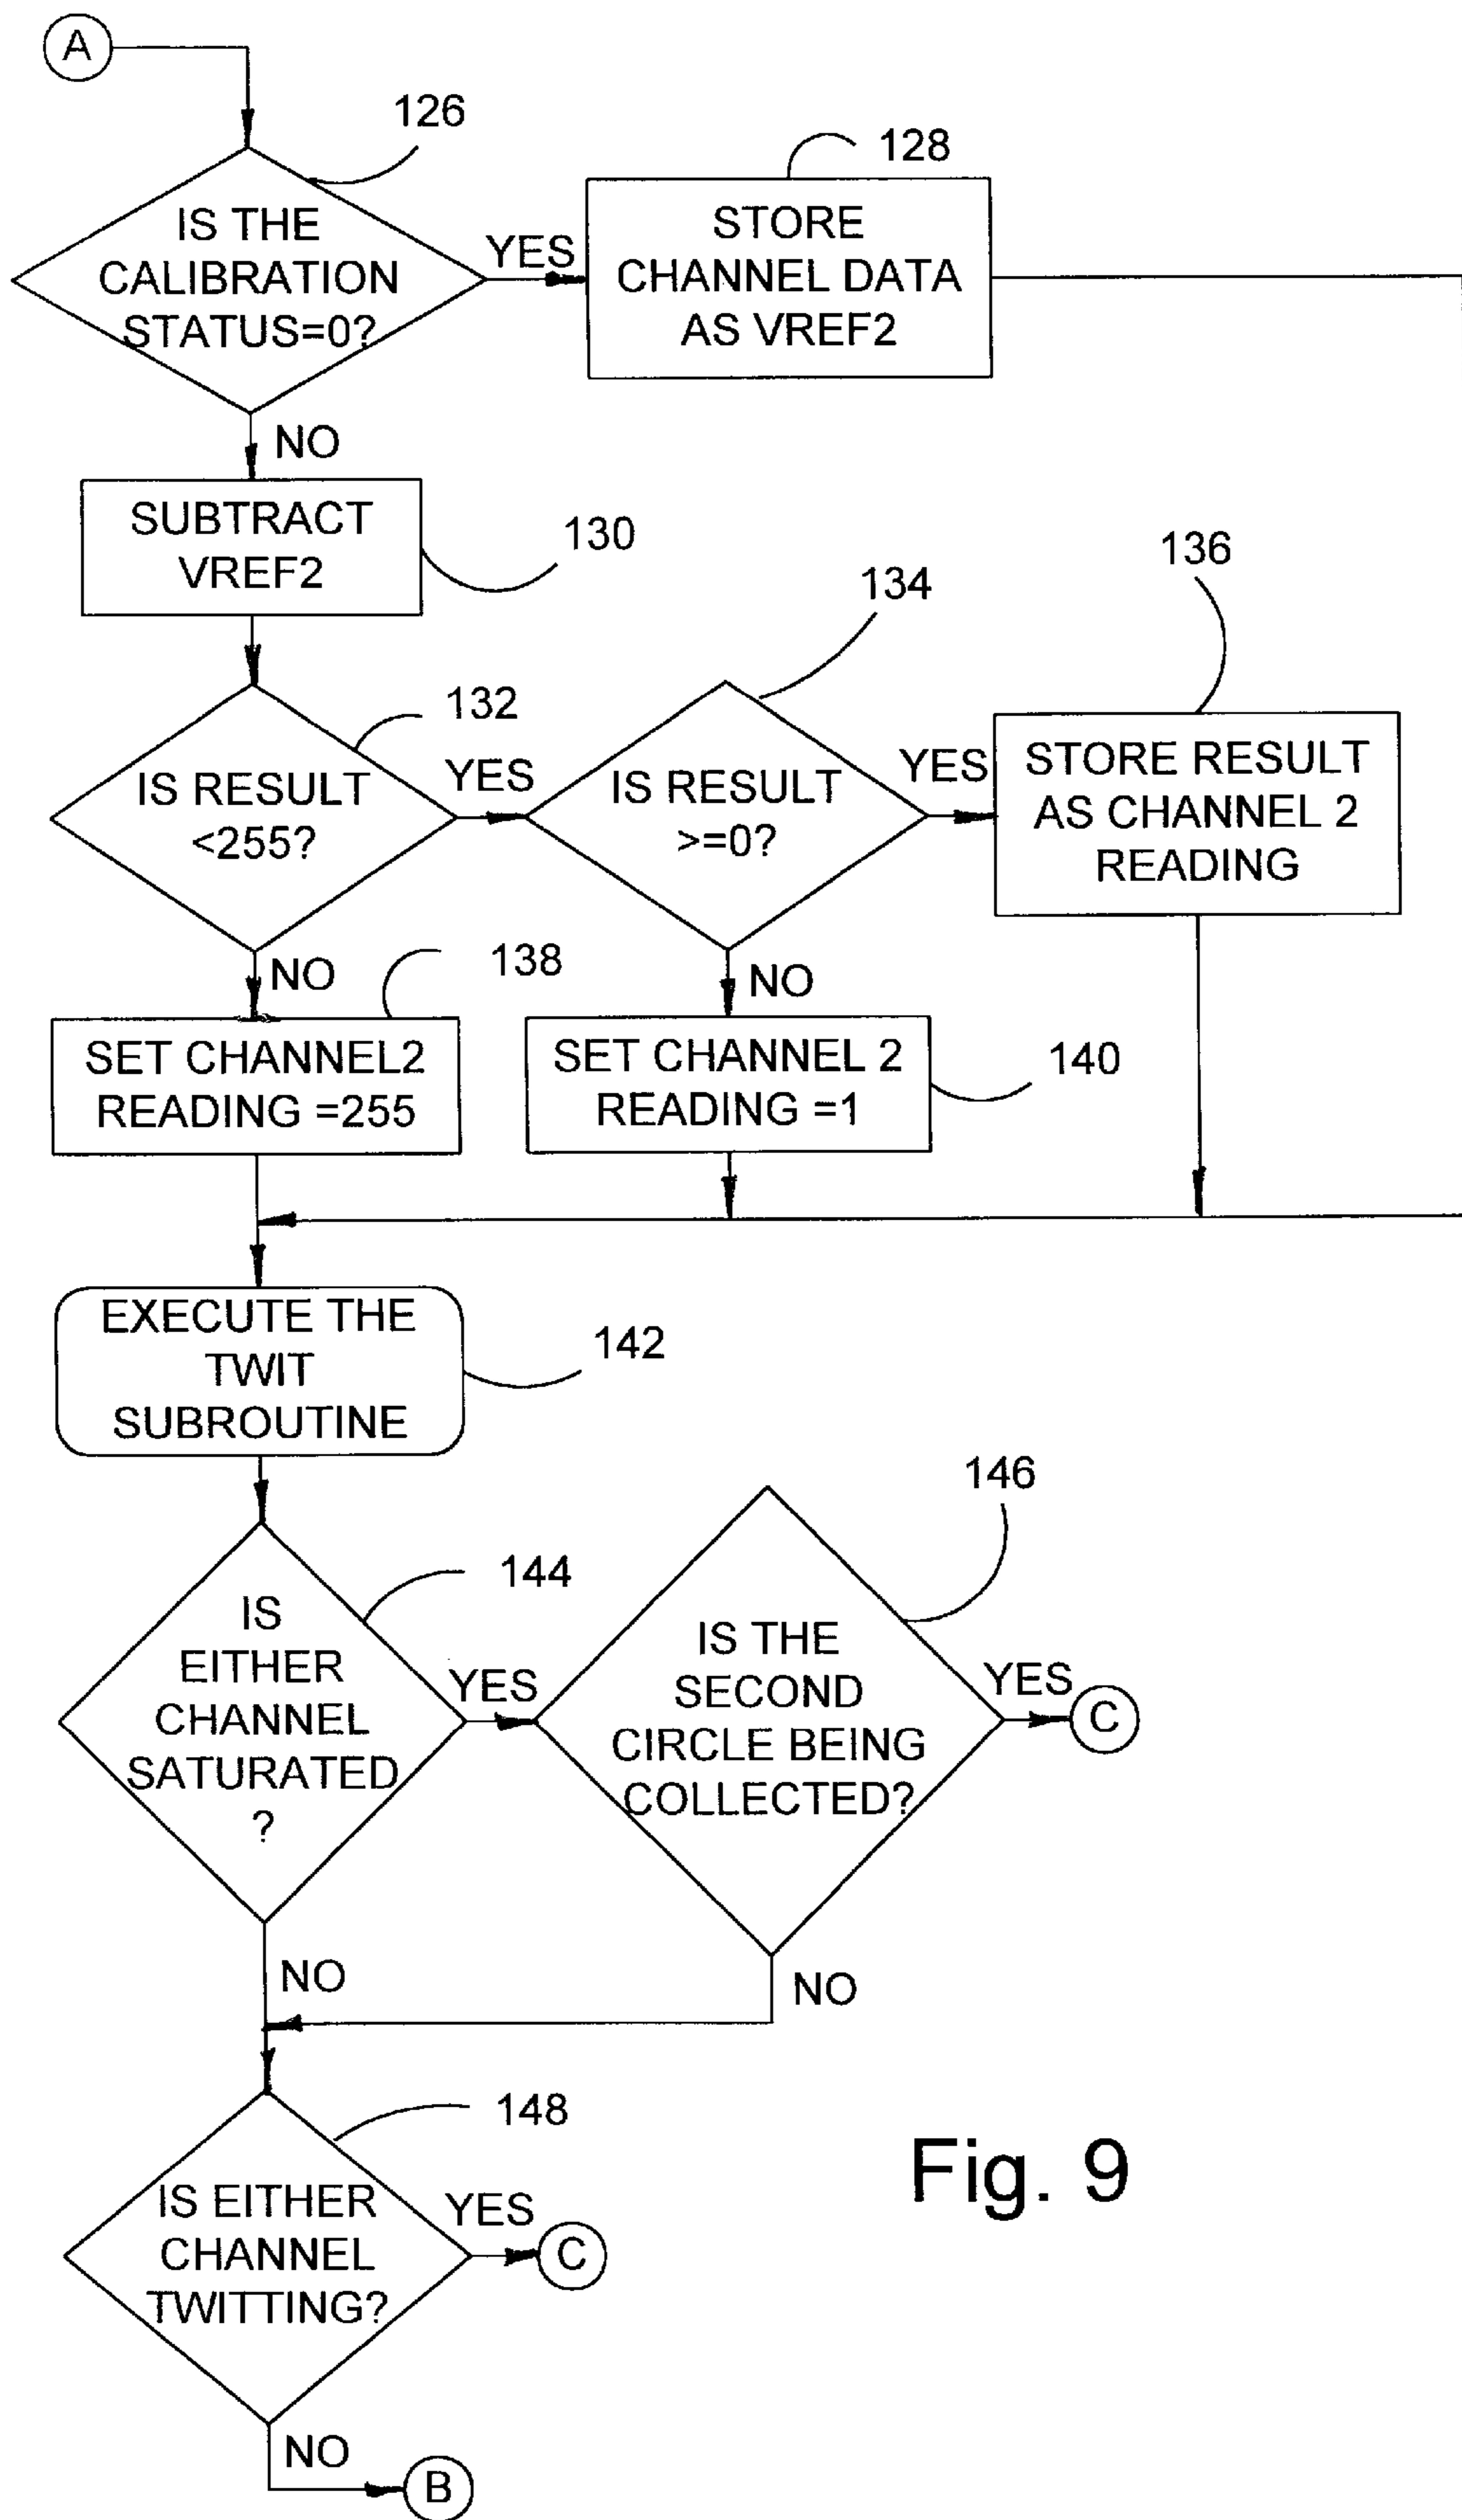 A
126
128
IS THE
CALIBRATION
STATUS=0?
YES
STORE
CHANNEL DATA
AS VREF2
NO
SUBTRACT
VREF2
130
134
136
132
IS RESULT
<255?
YES
IS RESULT
>=0?
YES
STORE RESULT
AS CHANNEL 2
READING
NO
138
NO
SET CHANNEL2
READING =255
SET CHANNEL 2
READING =1
140
EXECUTE THE
TWIT
SUBROUTINE
142
144
146
IS
EITHER
CHANNEL
SATURATED
?
YES
IS THE
SECOND
CIRCLE BEING
COLLECTED?
YES
C
NO
NO
148
IS EITHER
CHANNEL
TWITTING?
YES
C
Fig. 9
NO
B